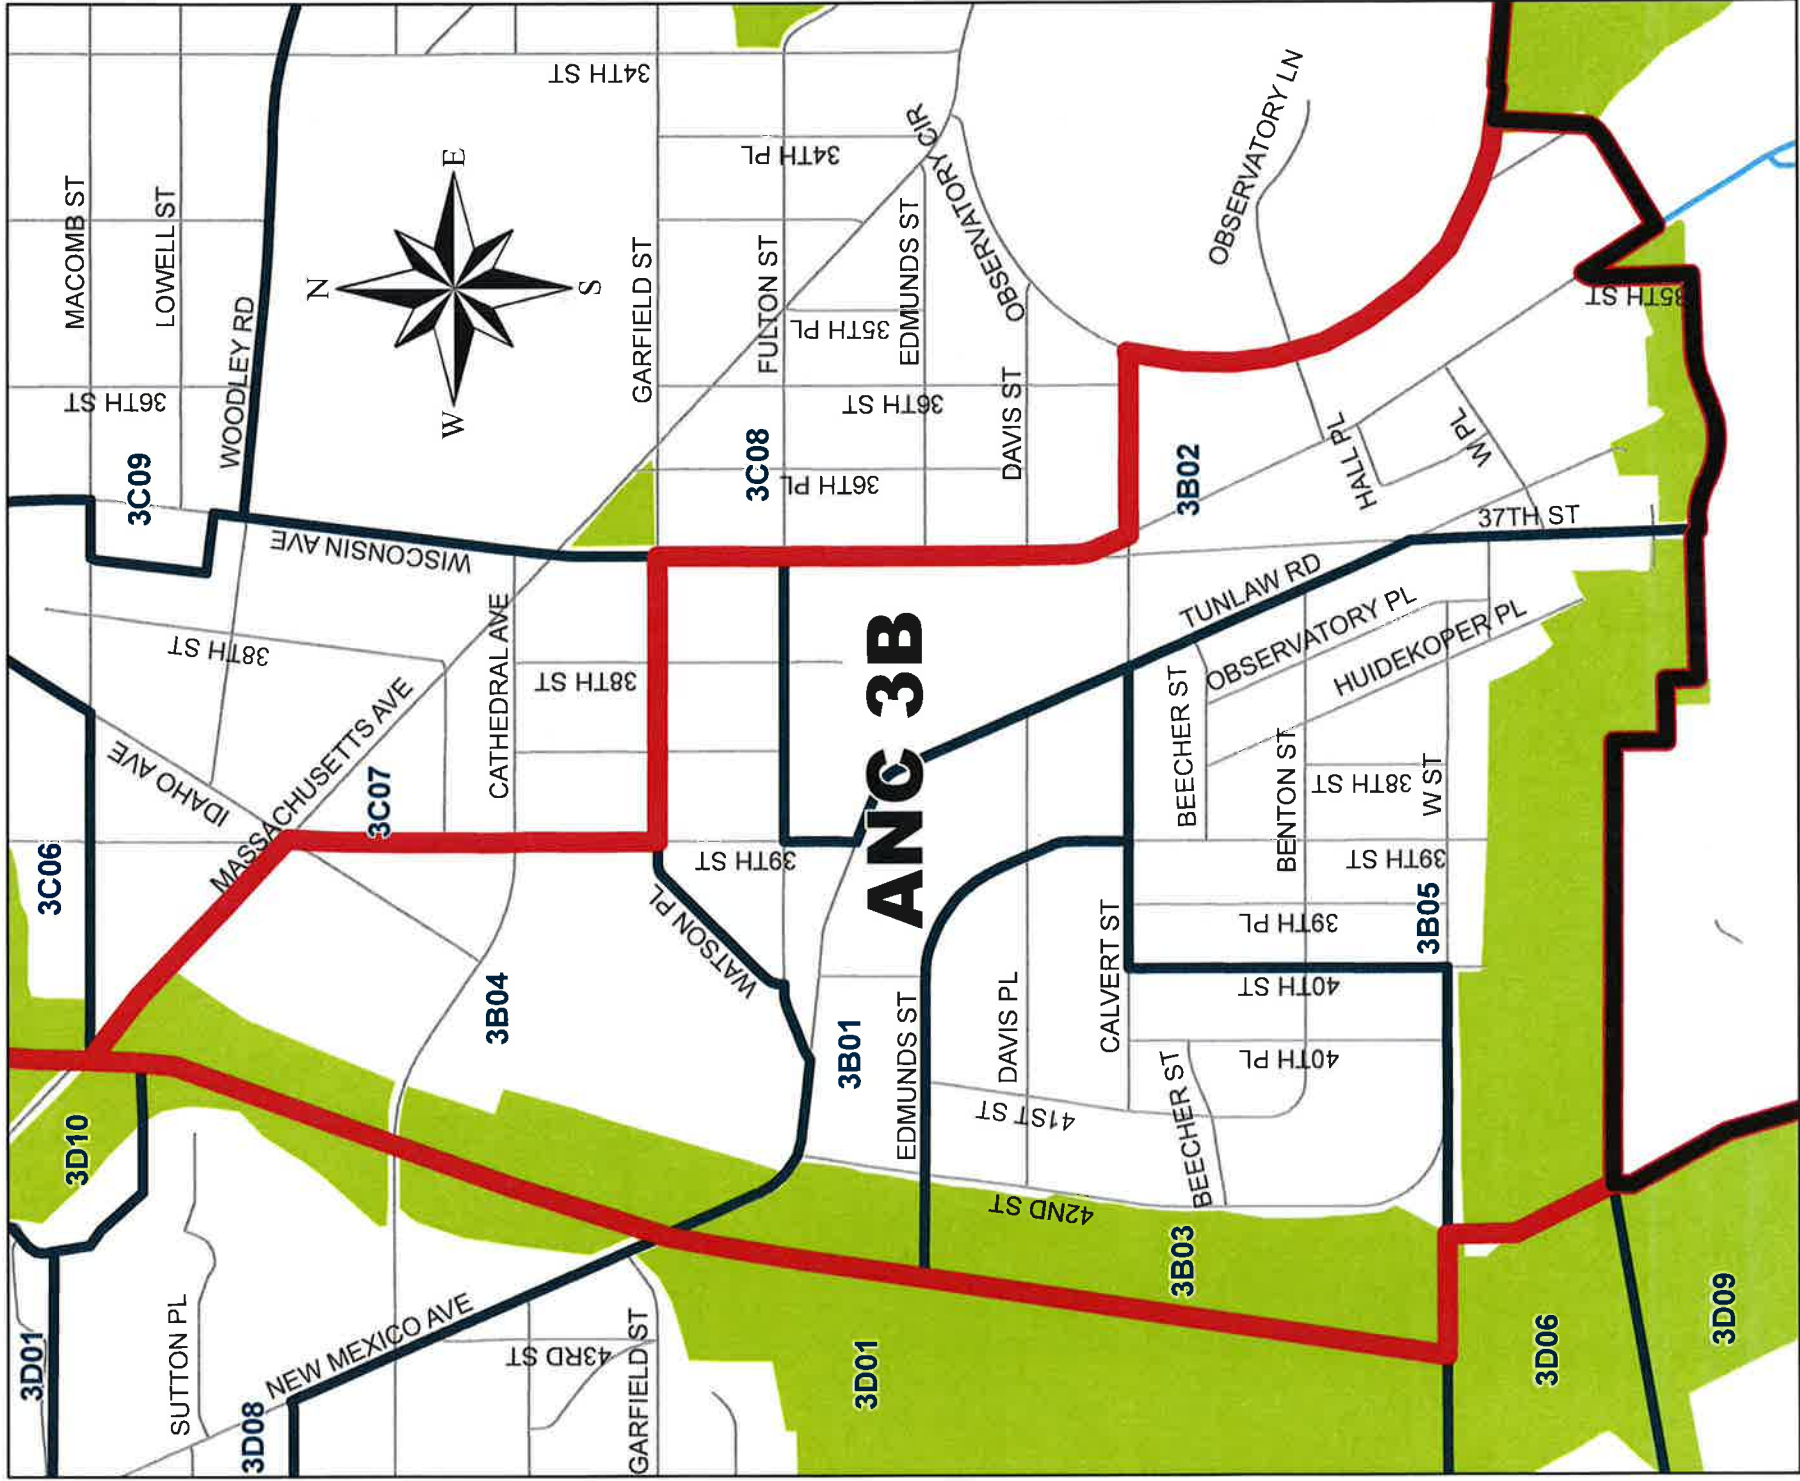 34TH ST
MACOMB ST
LOWELL ST
WOODLEY RD
36TH ST
3C09
N
E
S
W
GARFIELD ST
34TH PL
FULTON ST
35TH PL
EDMUNDS ST
OBSERVATORY CIR
OBSERVATORY LN
36TH ST
DAVIS ST
3C08
36TH PL
3B02
HALL PL
W PL
35TH ST
37TH ST
WISCONSIN AVE
38TH ST
CATHEDRAL AVE
38TH ST
IDAHO AVE
MASSACHUSETTS AVE
3C07
3C06
ANC 3B
TUNLAW RD
OBSERVATORY PL
HUIDEKOPER PL
BEECHER ST
BENTON ST
38TH ST
W ST
39TH ST
39TH ST
WATSON PL
39TH PL
3B05
3B04
3B01
EDMUNDS ST
DAVIS PL
CALVERT ST
40TH ST
40TH PL
41ST ST
BEECHER ST
42ND ST
3B03
3D10
3D01
SUTTON PL
3D08
NEW MEXICO AVE
43RD ST
GARFIELD ST
3D01
3D06
3D09